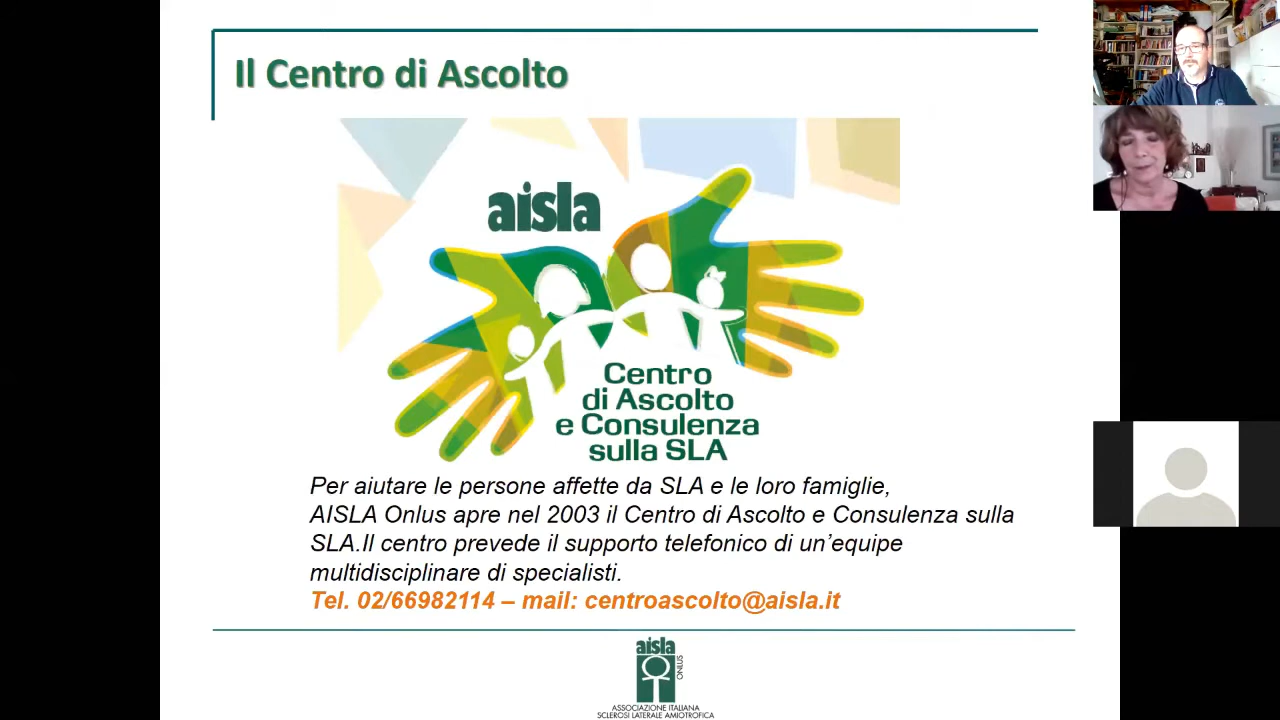 Il Centro di Ascolto
aisla
Centro
di Ascolto
e Consulenza
sulla SLA
Per aiutare le persone affette da SLA e le loro famiglie,
AISLA Onlus apre nel 2003 il Centro di Ascolto e Consulenza sulla
SLA.Il centro prevede il supporto telefonico di un’equipe
multidisciplinare di specialisti.
Tel. 02/66982114 – mail: centroascolto@aisla.it
aisla
ONLUS
ASSOCIAZIONE ITALIANA
SCLEROSI LATERALE AMIOTROFICA